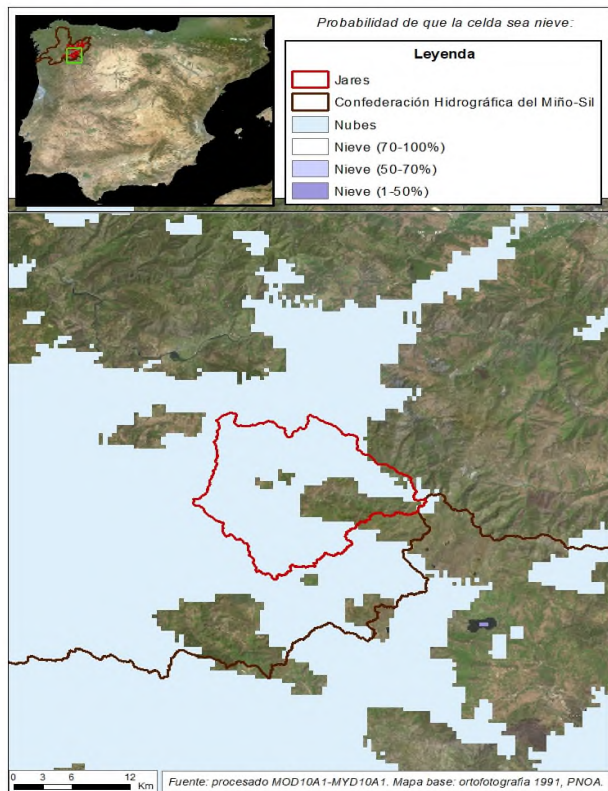 Probabilidad de que la celda sea nieve:
Leyenda
Jares
Confederación Hidrográfica del Miño-Sil
Nubes
Nieve (70-100%)
Nieve (50-70%)
Nieve (1-50%)
0 3 6 12
Km
Fuente: procesado MOD10A1-MYD10A1. Mapa base: ortofotografía 1991, PNOA.